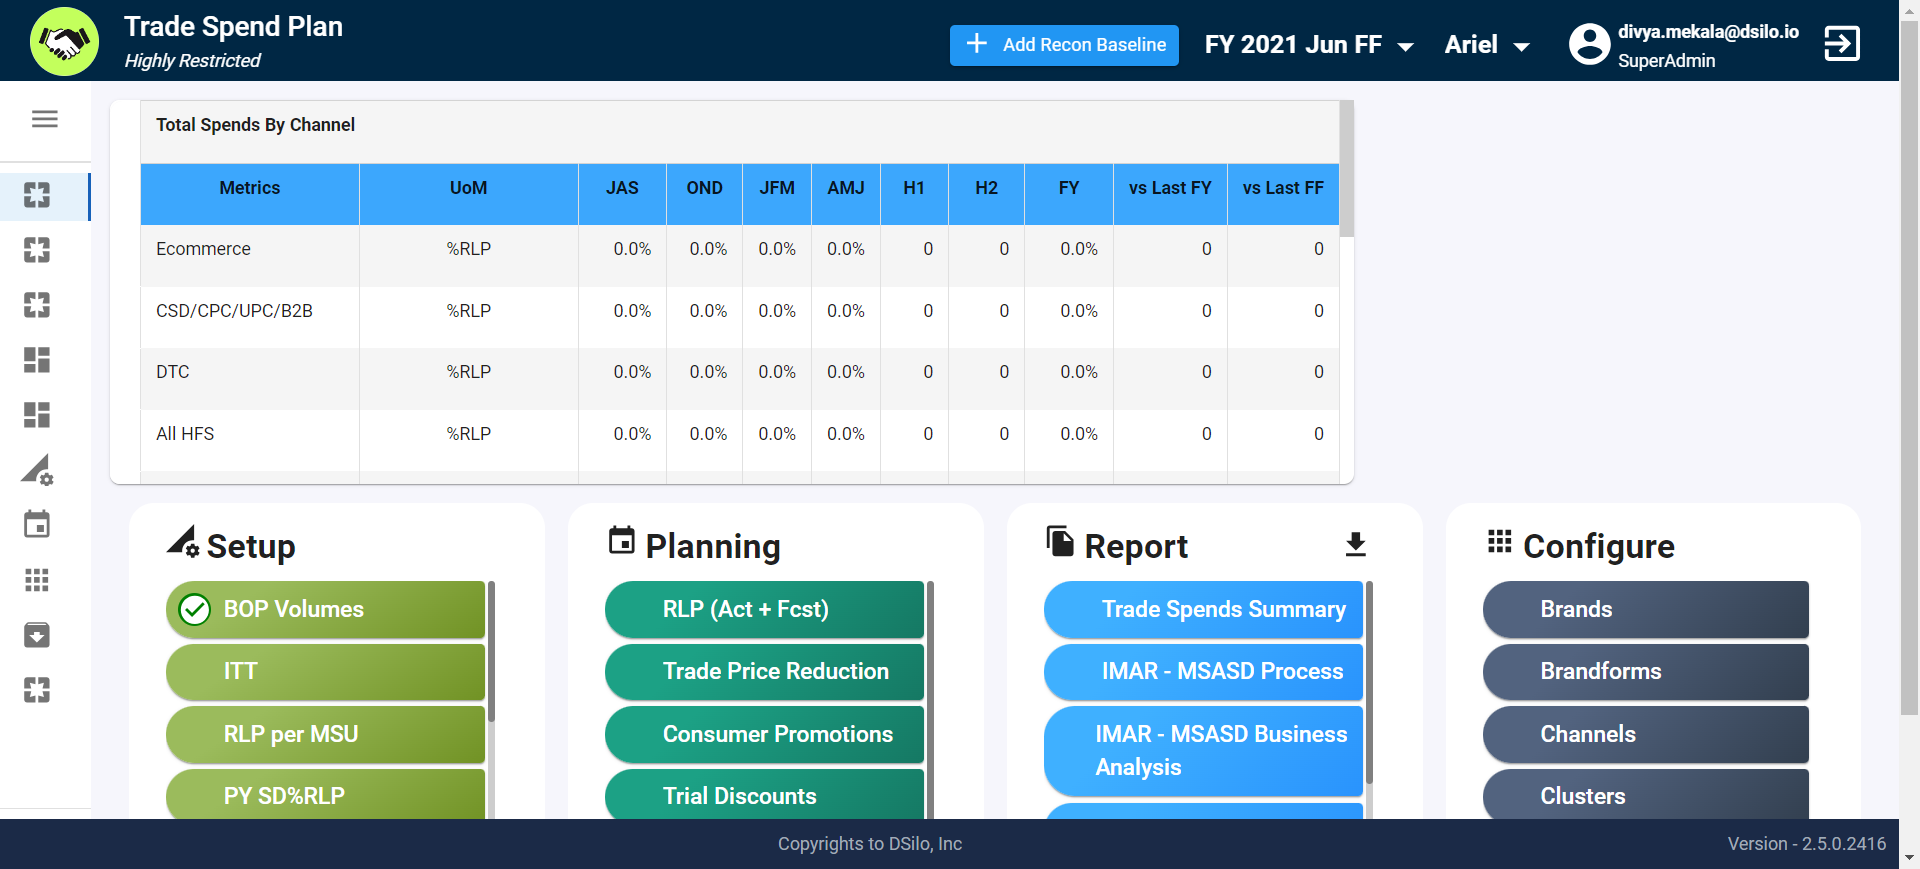 Trade Spend Plan
Highly Restricted
Add Recon Baseline
FY 2021 Jun FF
Ariel
divya.mekala@dsilo.io
SuperAdmin
Total Spends By Channel
Metrics UoM JAS OND JFM AMJ H1 H2 FY vs Last FY vs Last FF
Ecommerce %RLP 0.0% 0.0% 0.0% 0.0% 0 0 0.0% 0 0
CSD/CPC/UPC/B2B %RLP 0.0% 0.0% 0.0% 0.0% 0 0 0.0% 0 0
DTC %RLP 0.0% 0.0% 0.0% 0.0% 0 0 0.0% 0 0
All HFS %RLP 0.0% 0.0% 0.0% 0.0% 0 0 0.0% 0 0
Setup
BOP Volumes
ITT
RLP per MSU
PY SD%RLP
Planning
RLP (Act + Fcst)
Trade Price Reduction
Consumer Promotions
Trial Discounts
Report
Trade Spends Summary
IMAR - MSASD Process
IMAR - MSASD Business
Analysis
Configure
Brands
Brandforms
Channels
Clusters
Copyrights to DSilo, Inc
Version - 2.5.0.2416